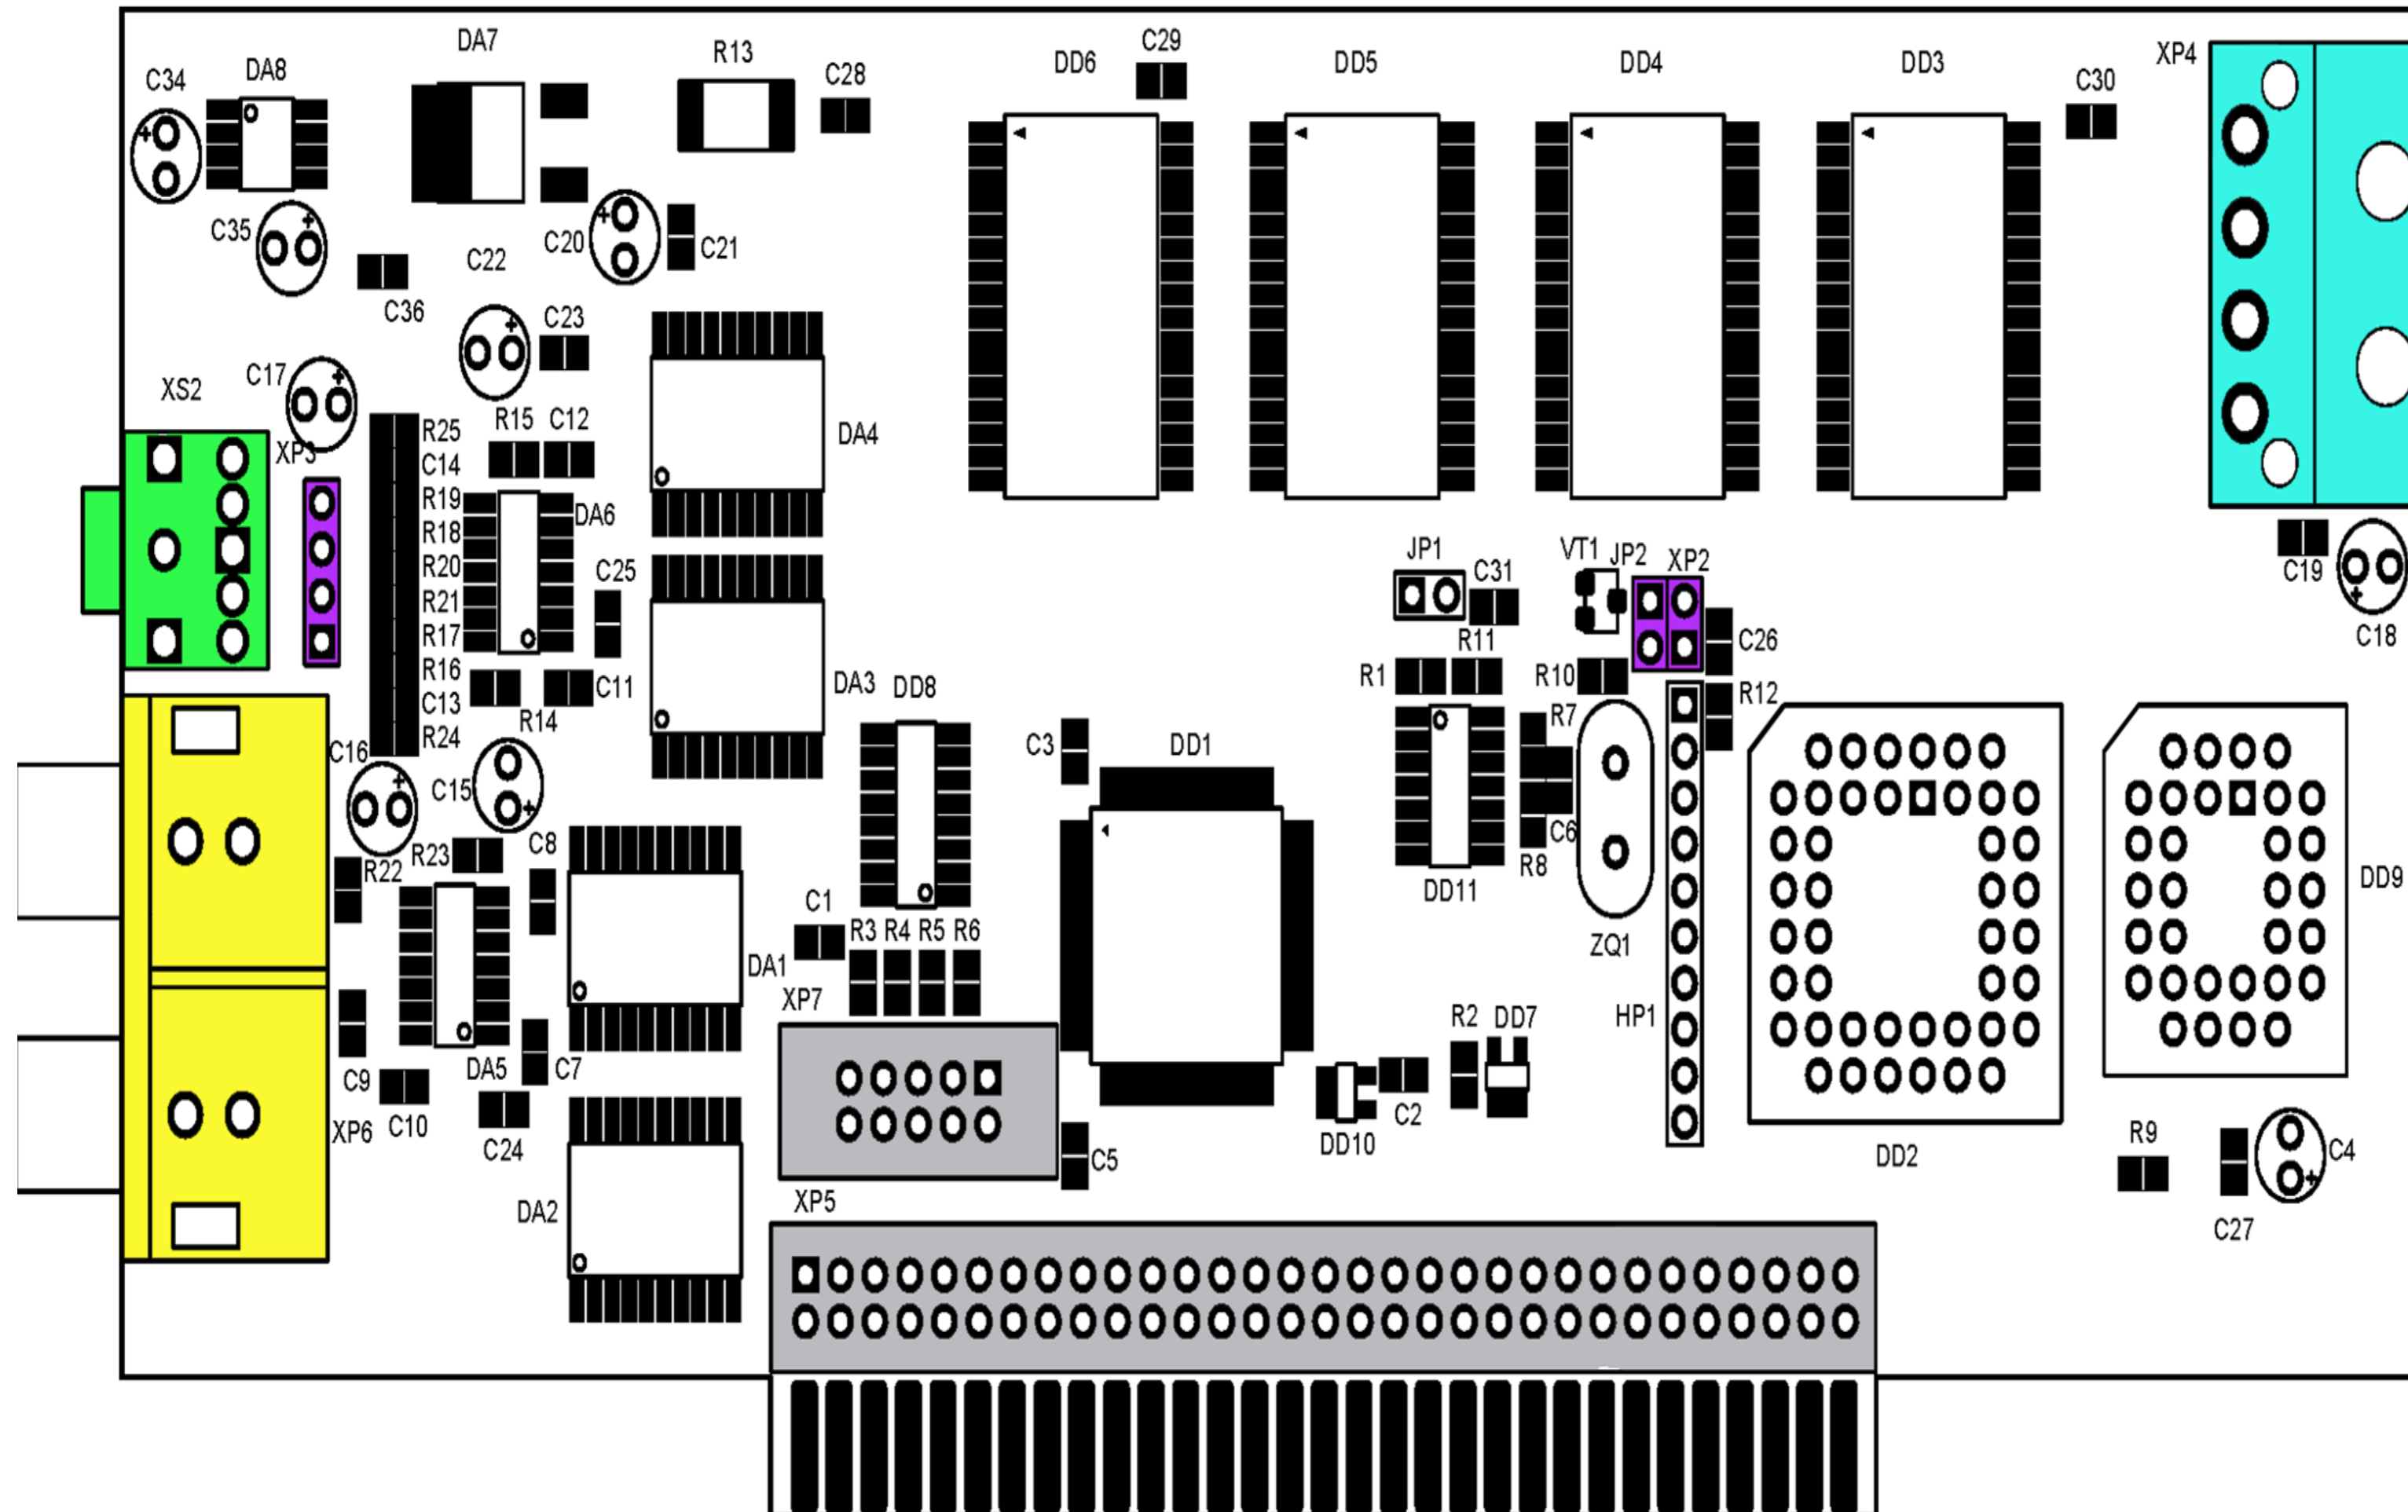 DA7
C29
R13
DD6
DD5
DD4
DD3
XP4
C34
DA8
C28
C30
C35
C20
C21
C22
C36
C23
C17
XS2
R15
C12
DA4
R25
XP3
C14
R19
R18
DA6
R20
C25
R21
R17
R16
C11
C13
R14
R24
DA3
DD8
JP1
C31
VT1
JP2
XP2
C19
C18
C26
R11
R1
R10
R12
R7
C3
DD1
C16
C15
C8
R23
R22
C6
R8
DD11
DD9
C1
R3
R4
R5
R6
ZQ1
DA1
XP7
HP1
R2
DD7
C9
DA5
C7
C10
XP6
C24
C2
DD10
C5
DD2
R9
C4
DA2
XP5
C27